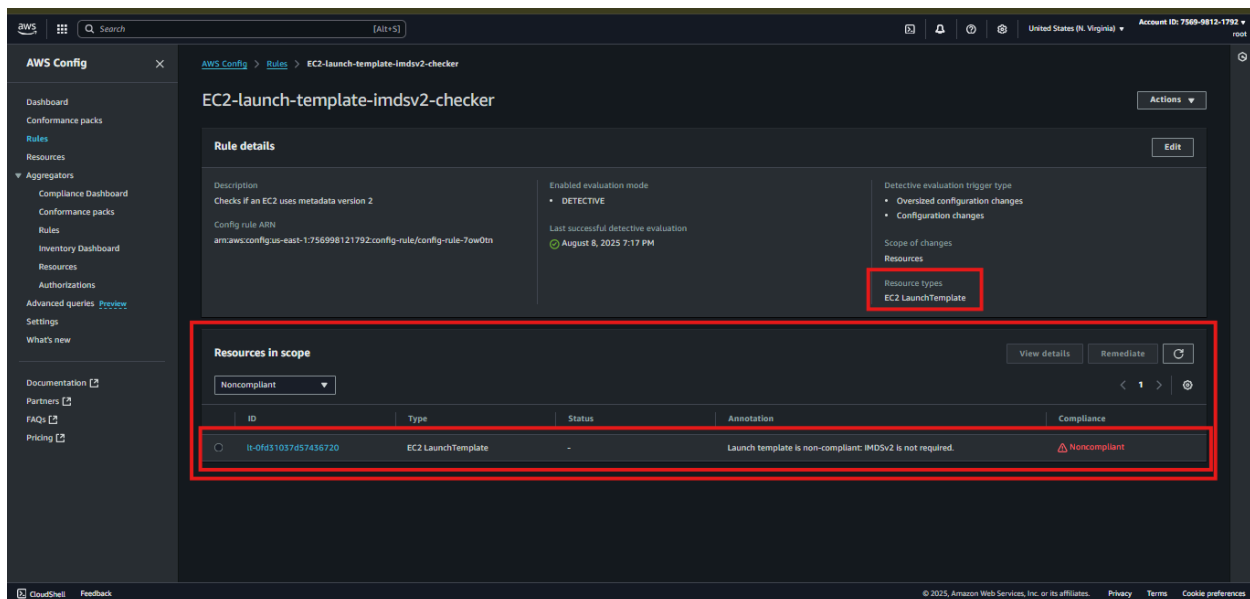 aws
Search
[Alt+S]
United States (N. Virginia)
Account ID: 7569-9812-1792
root
AWS Config
Dashboard
Conformance packs
Rules
Resources
Aggregators
Compliance Dashboard
Conformance packs
Rules
Inventory Dashboard
Resources
Authorizations
Advanced queries Preview
Settings
What's new
Documentation
Partners
FAQs
Pricing
AWS Config > Rules > EC2-launch-template-imdsv2-checker
EC2-launch-template-imdsv2-checker
Actions
Rule details
Edit
Description
Checks if an EC2 uses metadata version 2
Config rule ARN
arn:aws:config:us-east-1:756998121792:config-rule/config-rule-7ow0tn
Enabled evaluation mode
• DETECTIVE
Last successful detective evaluation
August 8, 2025 7:17 PM
Detective evaluation trigger type
• Oversized configuration changes
• Configuration changes
Scope of changes
Resources
Resource types
EC2 LaunchTemplate
Resources in scope
View details Remediate
Noncompliant
< 1 >
ID Type Status Annotation Compliance
lt-0fd31037d57436720 EC2 LaunchTemplate - Launch template is non-compliant: IMDSv2 is not required. Noncompliant
CloudShell Feedback
© 2025, Amazon Web Services, Inc. or its affiliates. Privacy Terms Cookie preferences